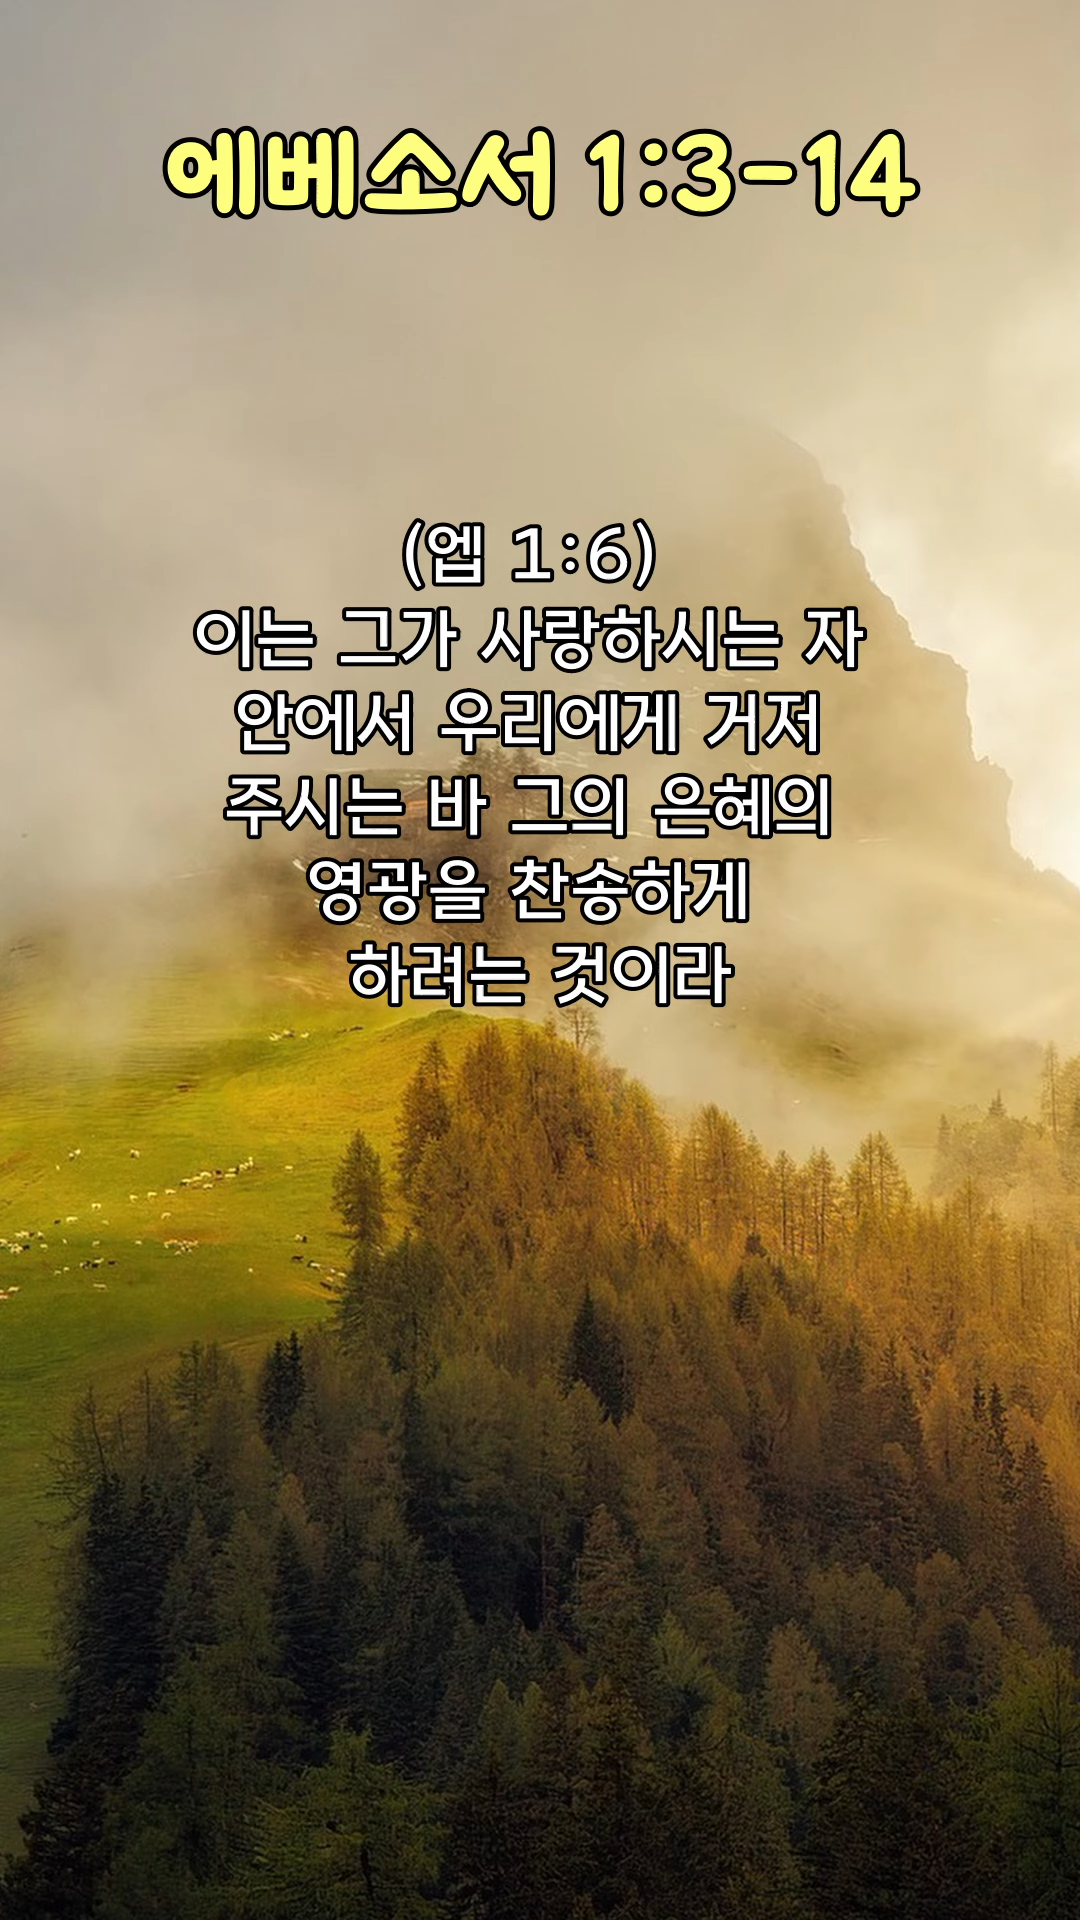 에베소서 1:3-14
(엡 1:6)
이는 그가 사랑하시는 자
안에서 우리에게 거저
주시는 바 그의 은혜의
영광을 찬송하게
하려는 것이라